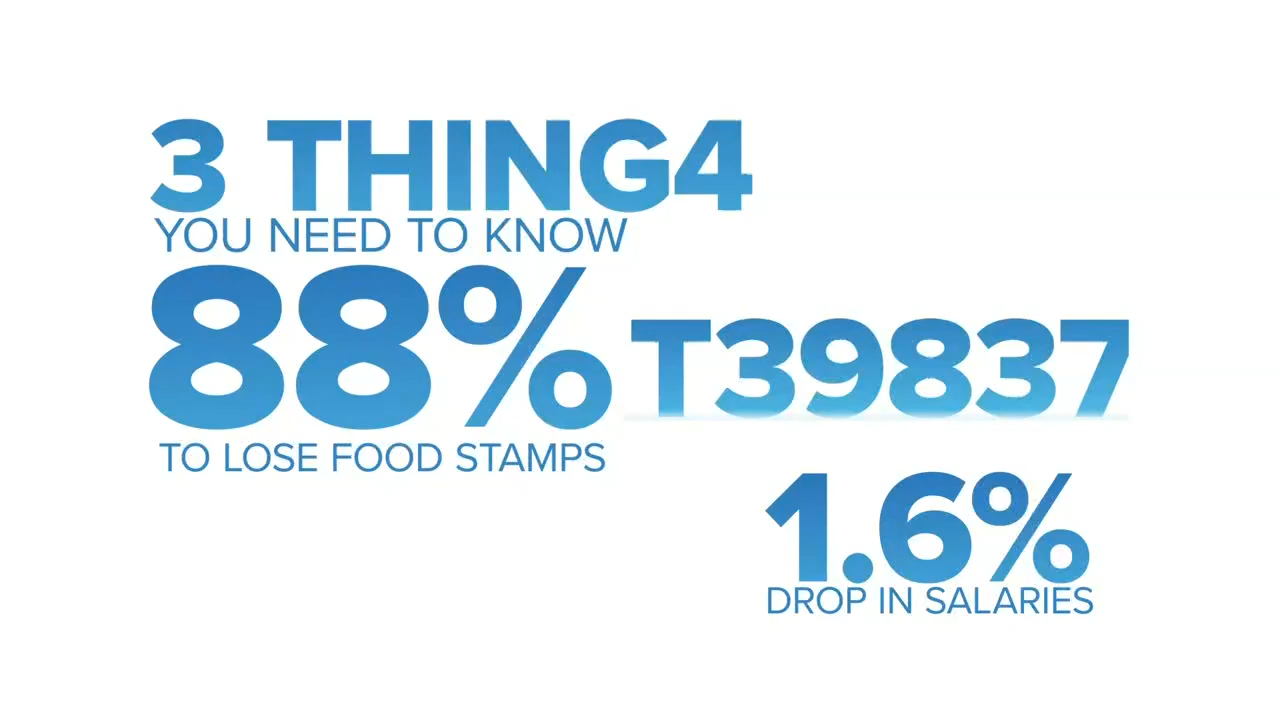 3 THING4
YOU NEED TO KNOW
88%
TO LOSE FOOD STAMPS
T39837
1.6%
DROP IN SALARIES